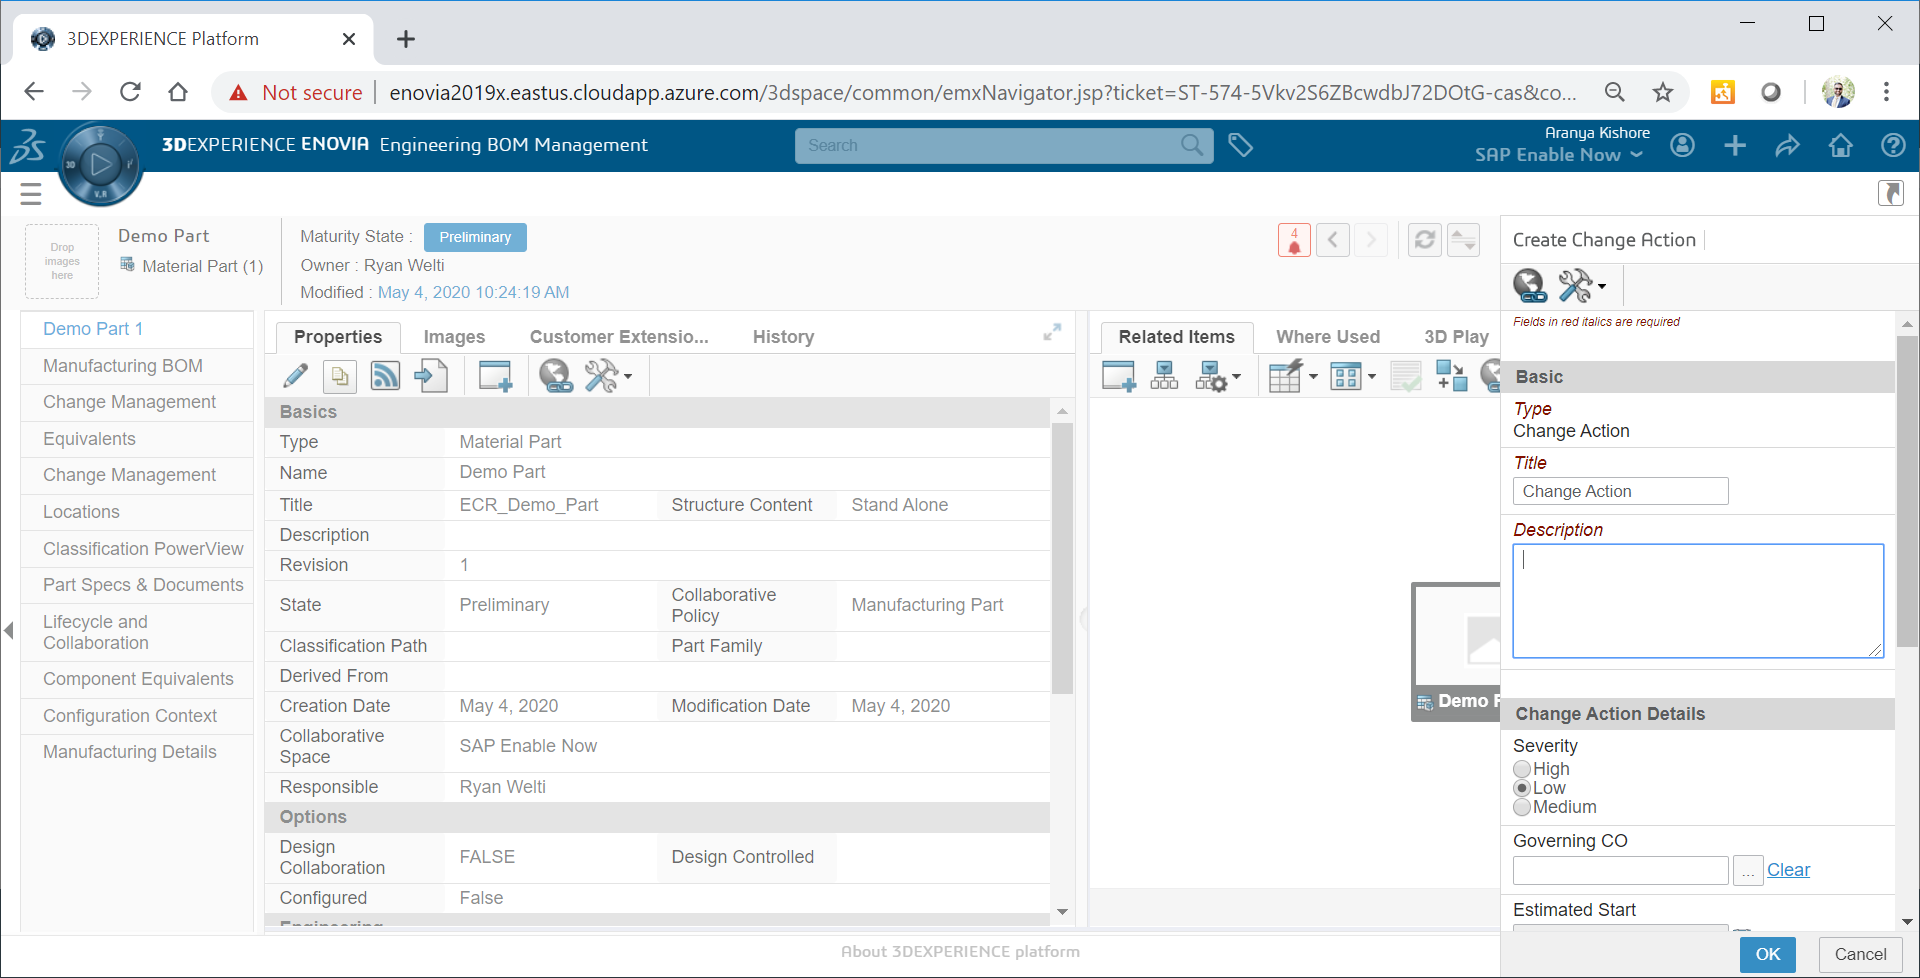 3DEXPERIENCE Platform
Not secure
enovia2019x.eastus.cloudapp.azure.com/3dspace/common/emxNavigator.jsp?ticket=ST-574-5Vkv2S6ZBcwdbJ72DOtG-cas&co...
3DEXPERIENCE ENOVIA Engineering BOM Management
Search
Aranya Kishore
SAP Enable Now
3D
V.R
Drop
images
here
Demo Part
Material Part (1)
Maturity State : Preliminary
Owner : Ryan Welti
Modified : May 4, 2020 10:24:19 AM
4
Demo Part 1
Manufacturing BOM
Change Management
Equivalents
Change Management
Locations
Classification PowerView
Part Specs & Documents
Lifecycle and
Collaboration
Component Equivalents
Configuration Context
Manufacturing Details
Properties Images Customer Extensio... History
Basics
Type Material Part
Name Demo Part
Title ECR_Demo_Part Structure Content Stand Alone
Description
Revision 1
State Preliminary Collaborative
Policy Manufacturing Part
Classification Path Part Family
Derived From
Creation Date May 4, 2020 Modification Date May 4, 2020
Collaborative
Space SAP Enable Now
Responsible Ryan Welti
Options
Design
Collaboration FALSE Design Controlled
Configured False
Engineering
Related Items Where Used 3D Play
Demo
Create Change Action
Fields in red italics are required
Basic
Type
Change Action
Title
Change Action
Description
Change Action Details
Severity
High
Low
Medium
Governing CO
... Clear
Estimated Start
OK Cancel
About 3DEXPERIENCE platform